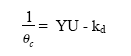 1/θc = YU - kd